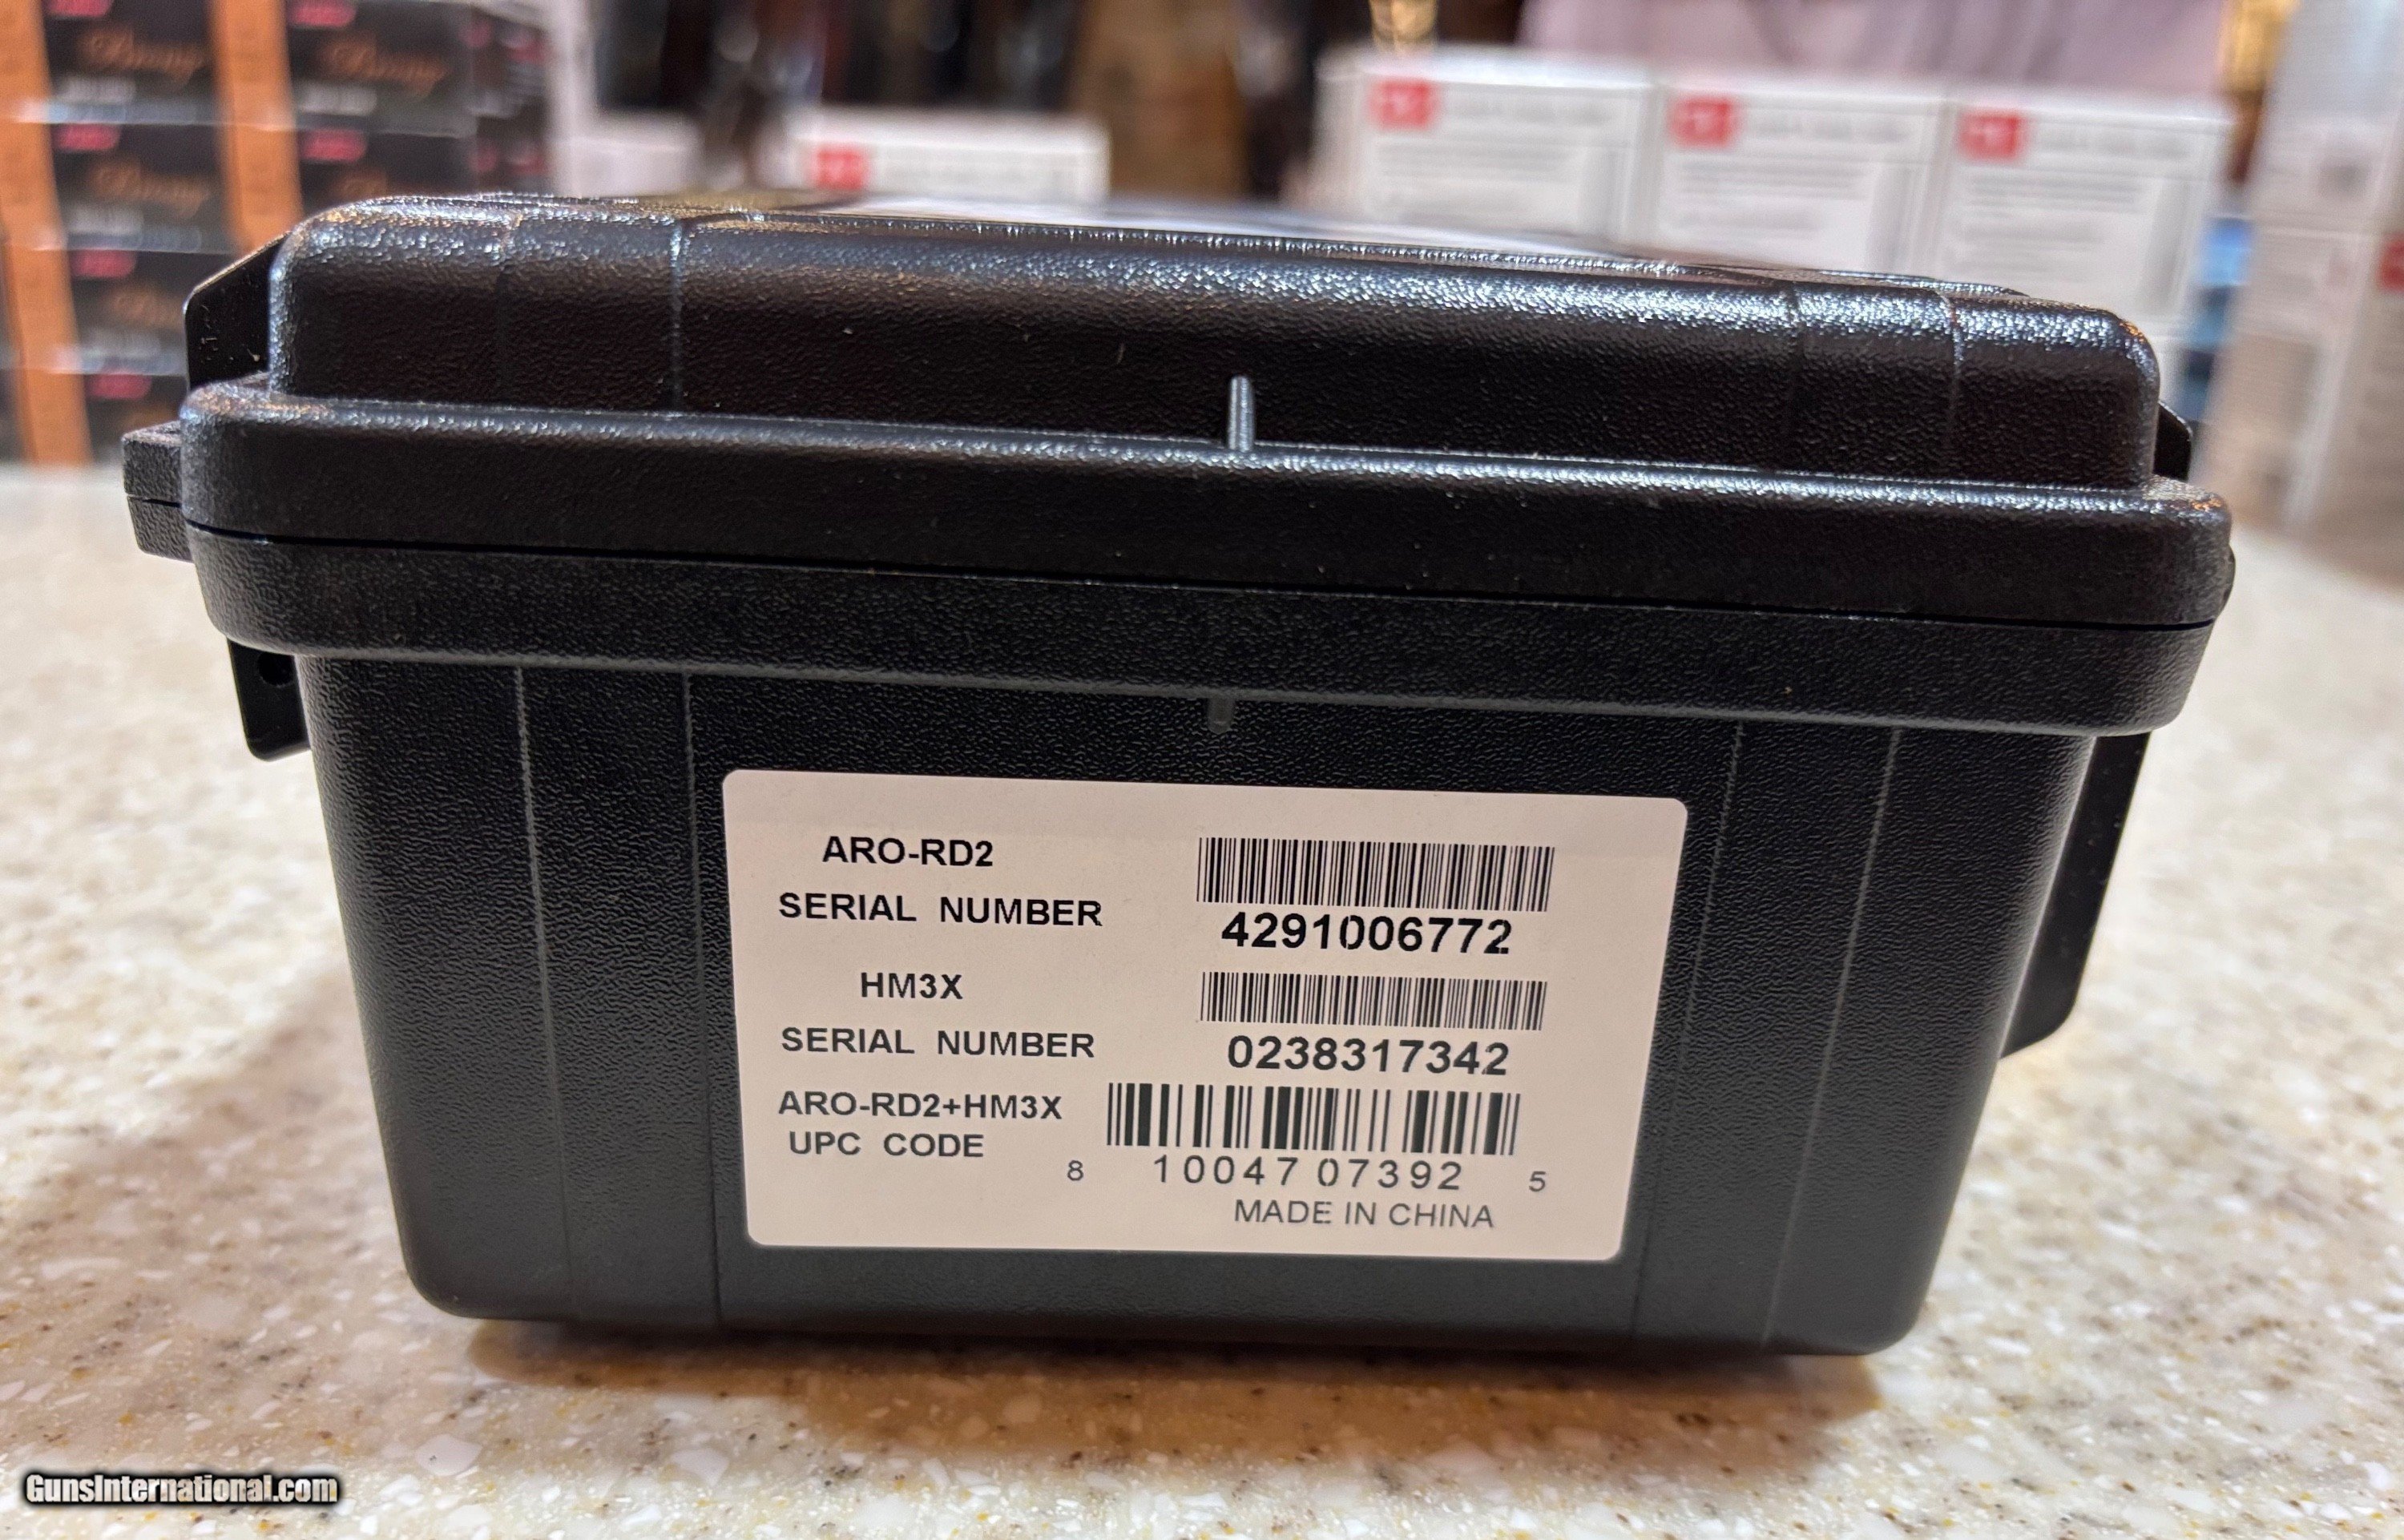 ARO-RD2
SERIAL NUMBER
4291006772
HM3X
SERIAL NUMBER
0238317342
ARO-RD2+HM3X
UPC CODE
8 10047 07392 5
MADE IN CHINA
GunsInternational.com